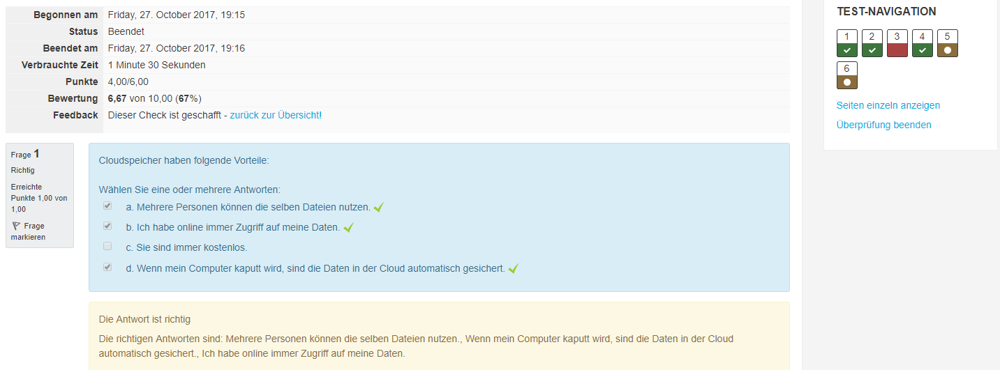 Begonnen am Friday, 27. October 2017, 19:15
Status Beendet
Beendet am Friday, 27. October 2017, 19:16
Verbrauchte Zeit 1 Minute 30 Sekunden
Punkte 4,00/6,00
Bewertung 6,67 von 10,00 (67%)
Feedback Dieser Check ist geschafft - zurück zur Übersicht!
Frage 1
Richtig
Erreichte
Punkte 1,00 von
1,00
Frage
markieren
Cloudspeicher haben folgende Vorteile:
Wählen Sie eine oder mehrere Antworten:
a. Mehrere Personen können die selben Dateien nutzen.
b. Ich habe online immer Zugriff auf meine Daten.
c. Sie sind immer kostenlos.
d. Wenn mein Computer kaputt wird, sind die Daten in der Cloud automatisch gesichert.
Die Antwort ist richtig
Die richtigen Antworten sind: Mehrere Personen können die selben Dateien nutzen., Wenn mein Computer kaputt wird, sind die Daten in der Cloud
automatisch gesichert., Ich habe online immer Zugriff auf meine Daten.
TEST-NAVIGATION
1 2 3 4 5
6
Seiten einzeln anzeigen
Überprüfung beenden